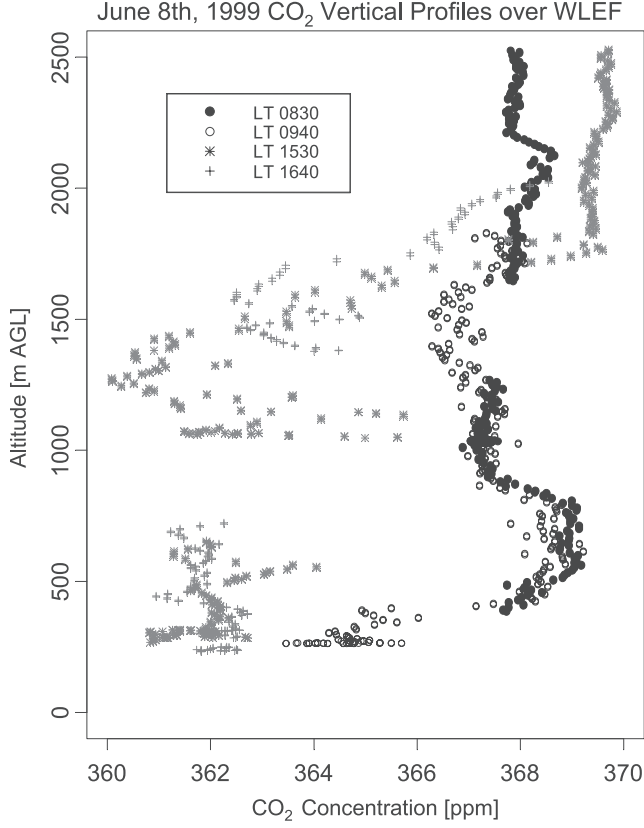 June 8th, 1999 CO₂ Vertical Profiles over WLEF
LT 0830
LT 0940
LT 1530
LT 1640
Altitude [m AGL]
2500
2000
1500
1000
500
0
360 362 364 366 368 370
CO₂ Concentration [ppm]